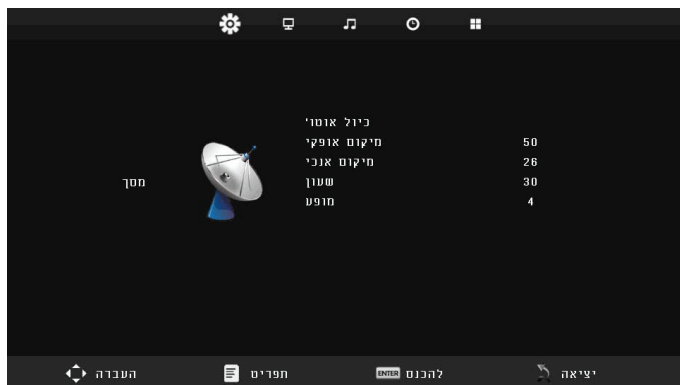 כיול אוטו'
מיקום אופקי 50
מיקום אנכי 26
מסך
שעון 30
מופע 4
העברה
תפריט
ENTER להכנס
יציאה